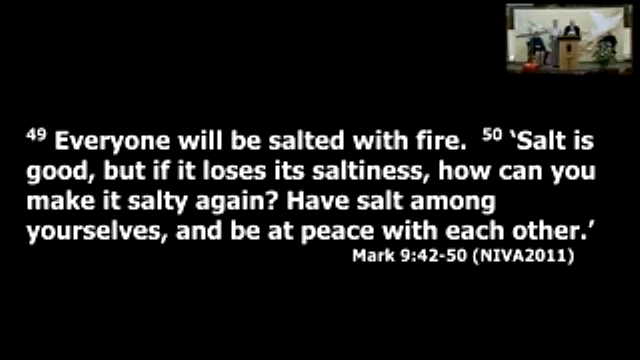 49 Everyone will be salted with fire. 50 ‘Salt is
good, but if it loses its saltiness, how can you
make it salty again? Have salt among
yourselves, and be at peace with each other.’
Mark 9:42-50 (NIVA2011)